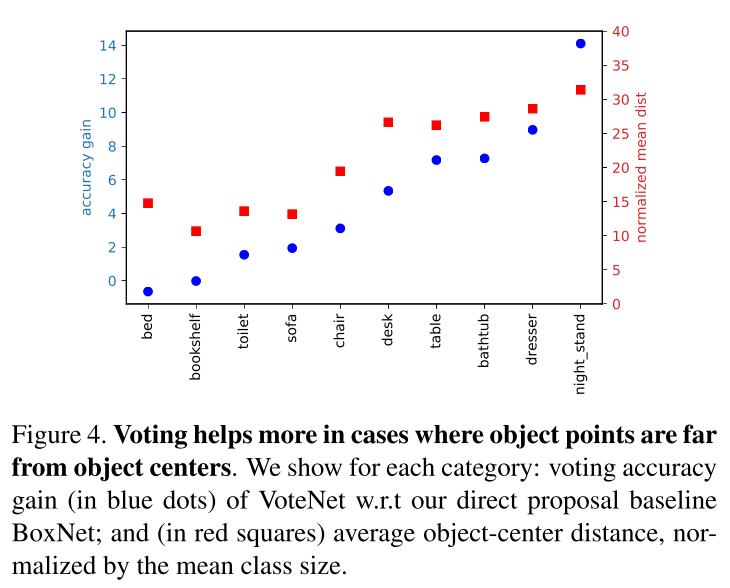 14
12
10
8
6
4
2
0
accuracy gain
40
35
30
25
20
15
10
5
0
normalized mean dist
bed
bookshelf
toilet
sofa
chair
desk
table
bathtub
dresser
night_stand
Figure 4. Voting helps more in cases where object points are far
from object centers. We show for each category: voting accuracy
gain (in blue dots) of VoteNet w.r.t our direct proposal baseline
BoxNet; and (in red squares) average object-center distance, nor-
malized by the mean class size.